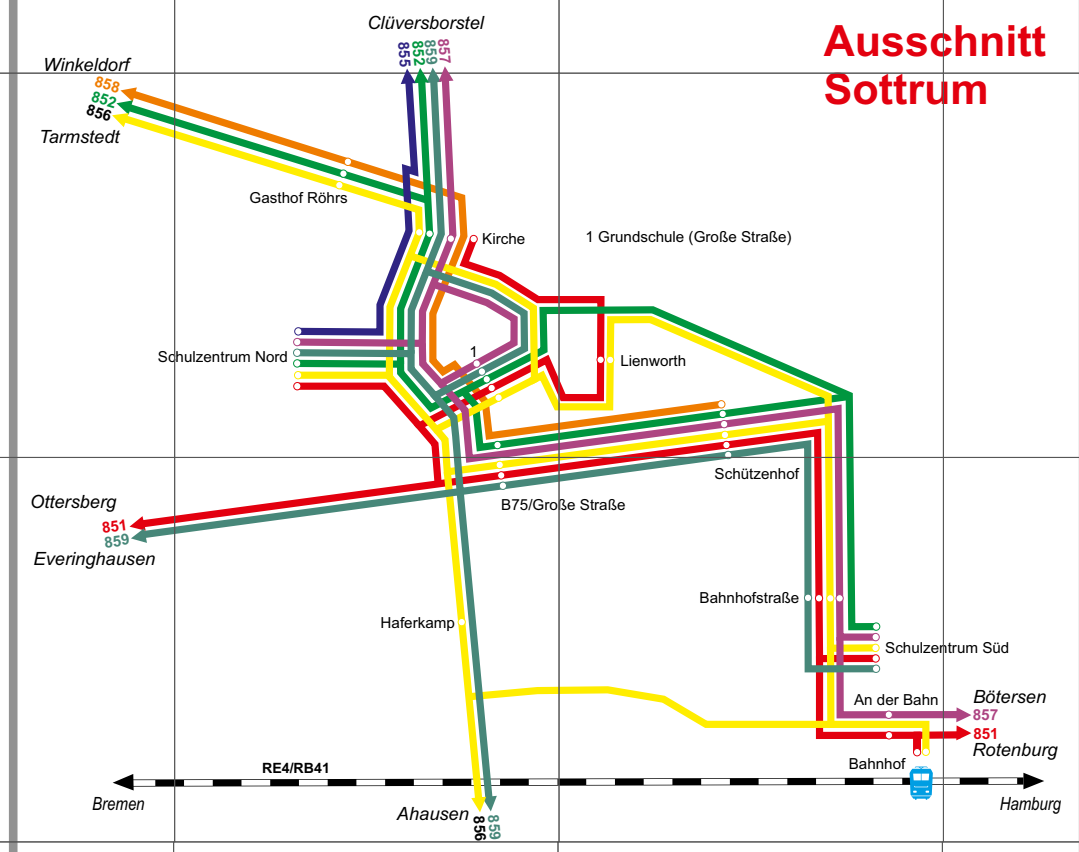 Clüversborstel
855 852 859 857
Ausschnitt
Sottrum
Winkeldorf
858
852
856
Tarmstedt
Gasthof Röhrs
Kirche
1 Grundschule (Große Straße)
Schulzentrum Nord
1
Lienworth
Schützenhof
Ottersberg
851
859
Everinghausen
B75/Große Straße
Bahnhofstraße
Haferkamp
Schulzentrum Süd
An der Bahn
Bötersen
857
851
Rotenburg
Bahnhof
RE4/RB41
Bremen
Hamburg
Ahausen
856 859